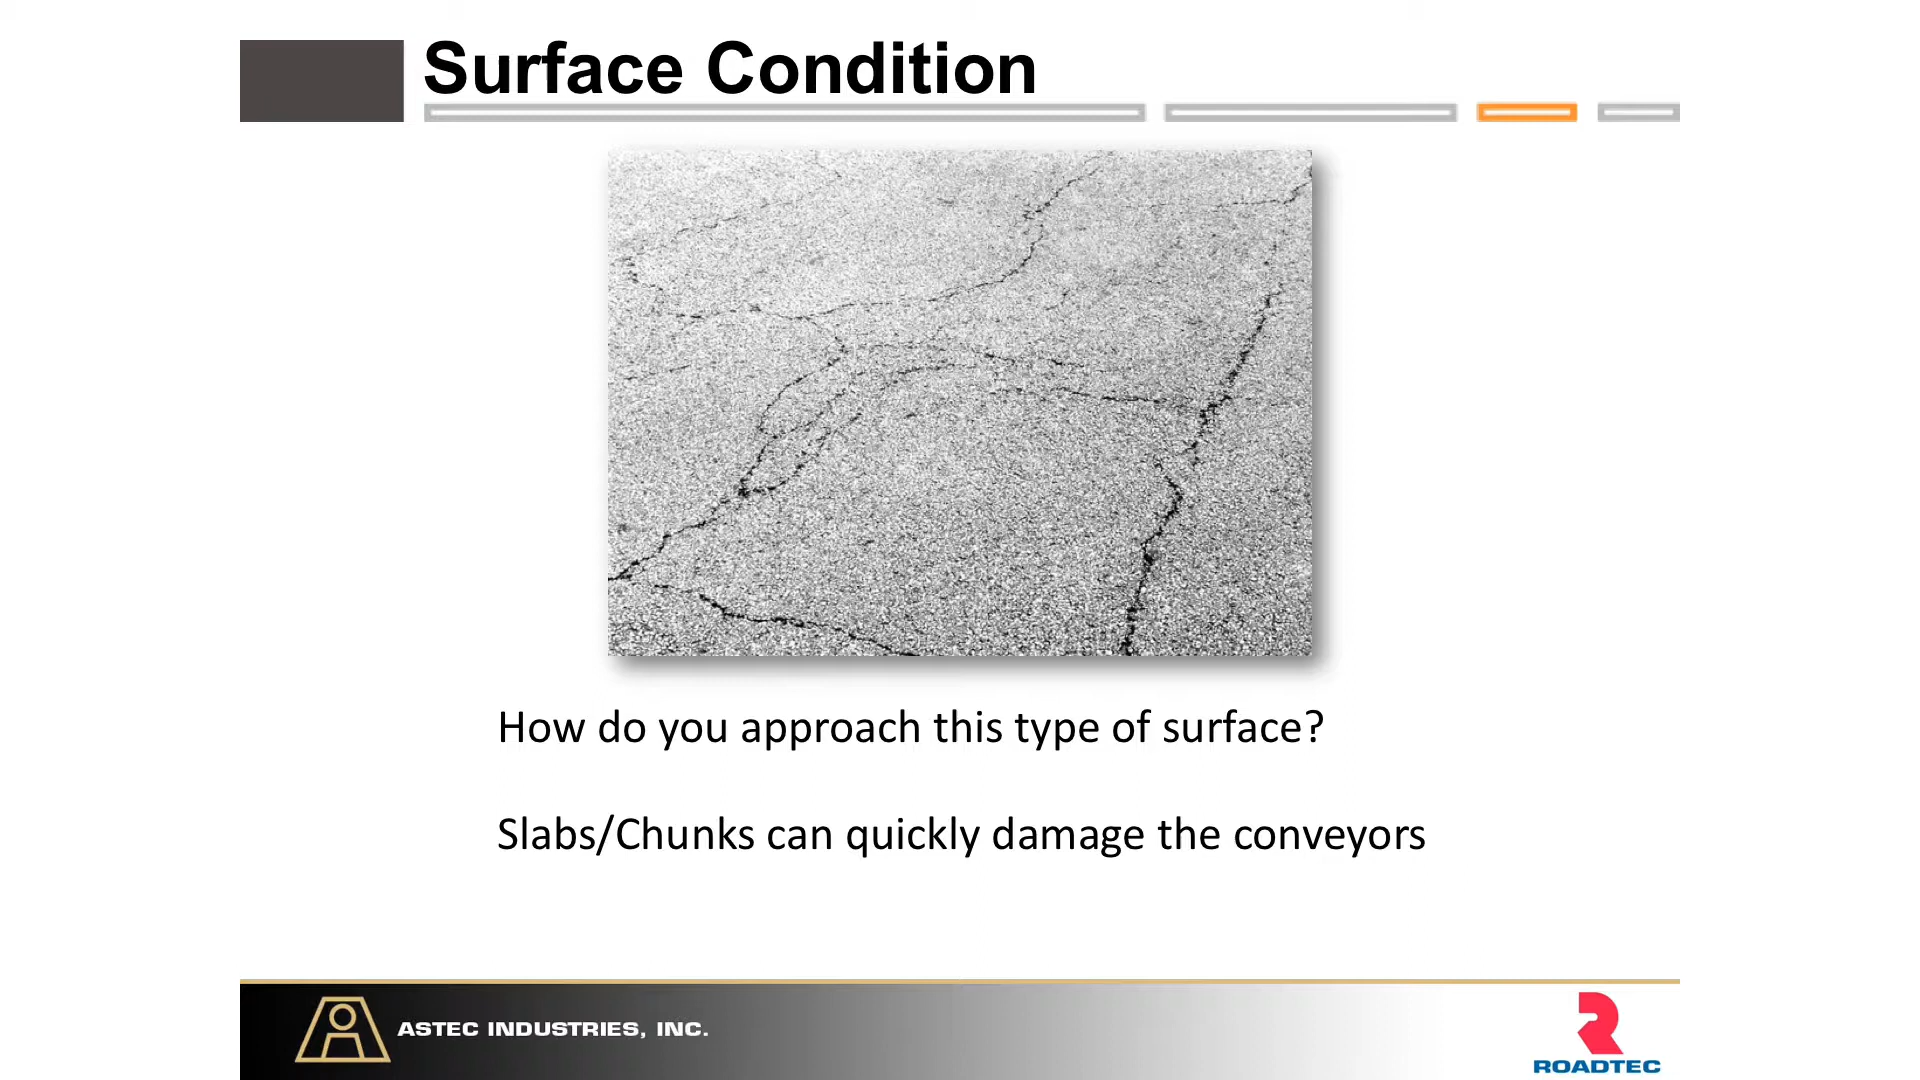 Surface Condition
How do you approach this type of surface?
Slabs/Chunks can quickly damage the conveyors
ASTEC INDUSTRIES, INC.
ROADTEC